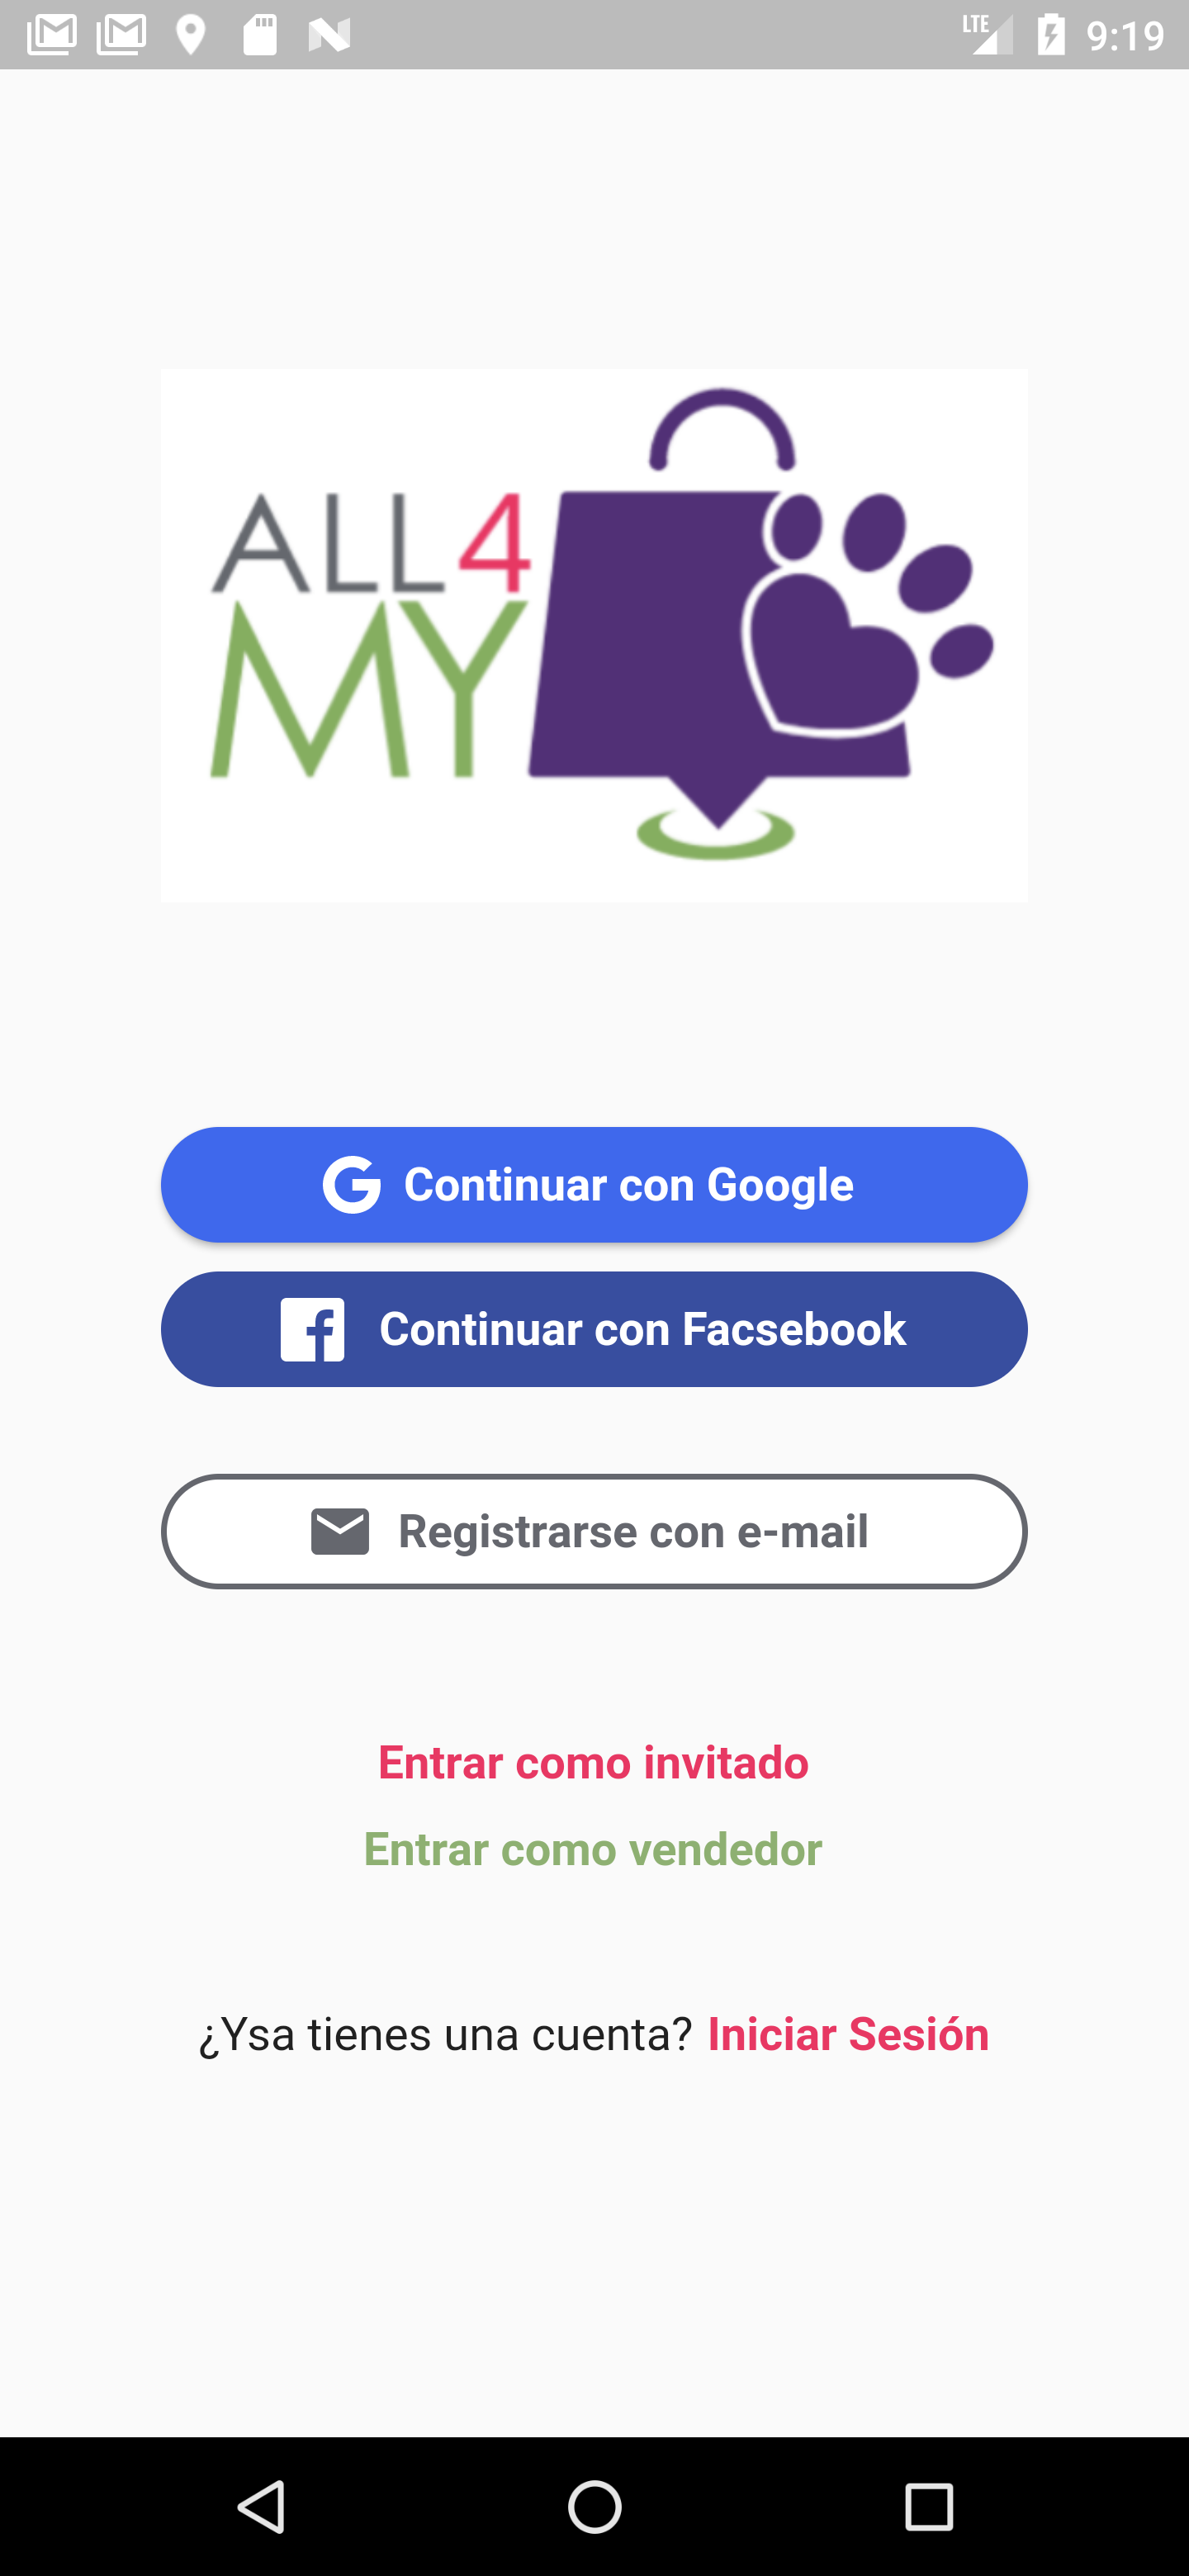 LTE 9:19
ALL4
MY
Continuar con Google
Continuar con Facsebook
Registrarse con e-mail
Entrar como invitado
Entrar como vendedor
¿Ysa tienes una cuenta? Iniciar Sesión